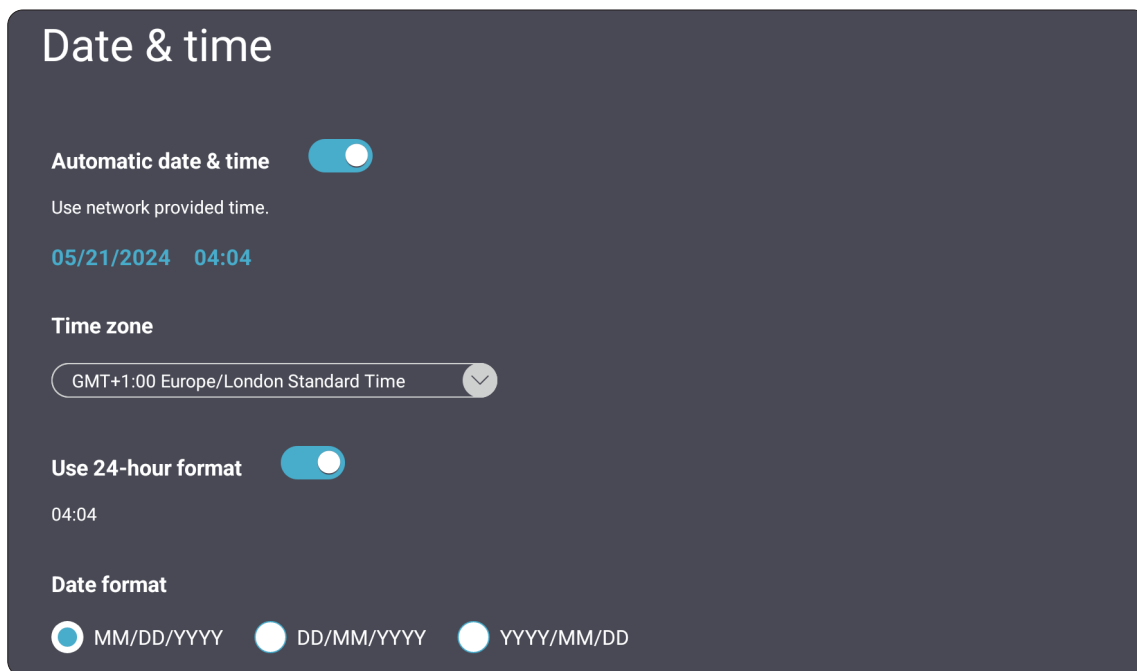 Date & time
Automatic date & time
Use network provided time.
05/21/2024 04:04
Time zone
GMT+1:00 Europe/London Standard Time
Use 24-hour format
04:04
Date format
MM/DD/YYYY DD/MM/YYYY YYYY/MM/DD